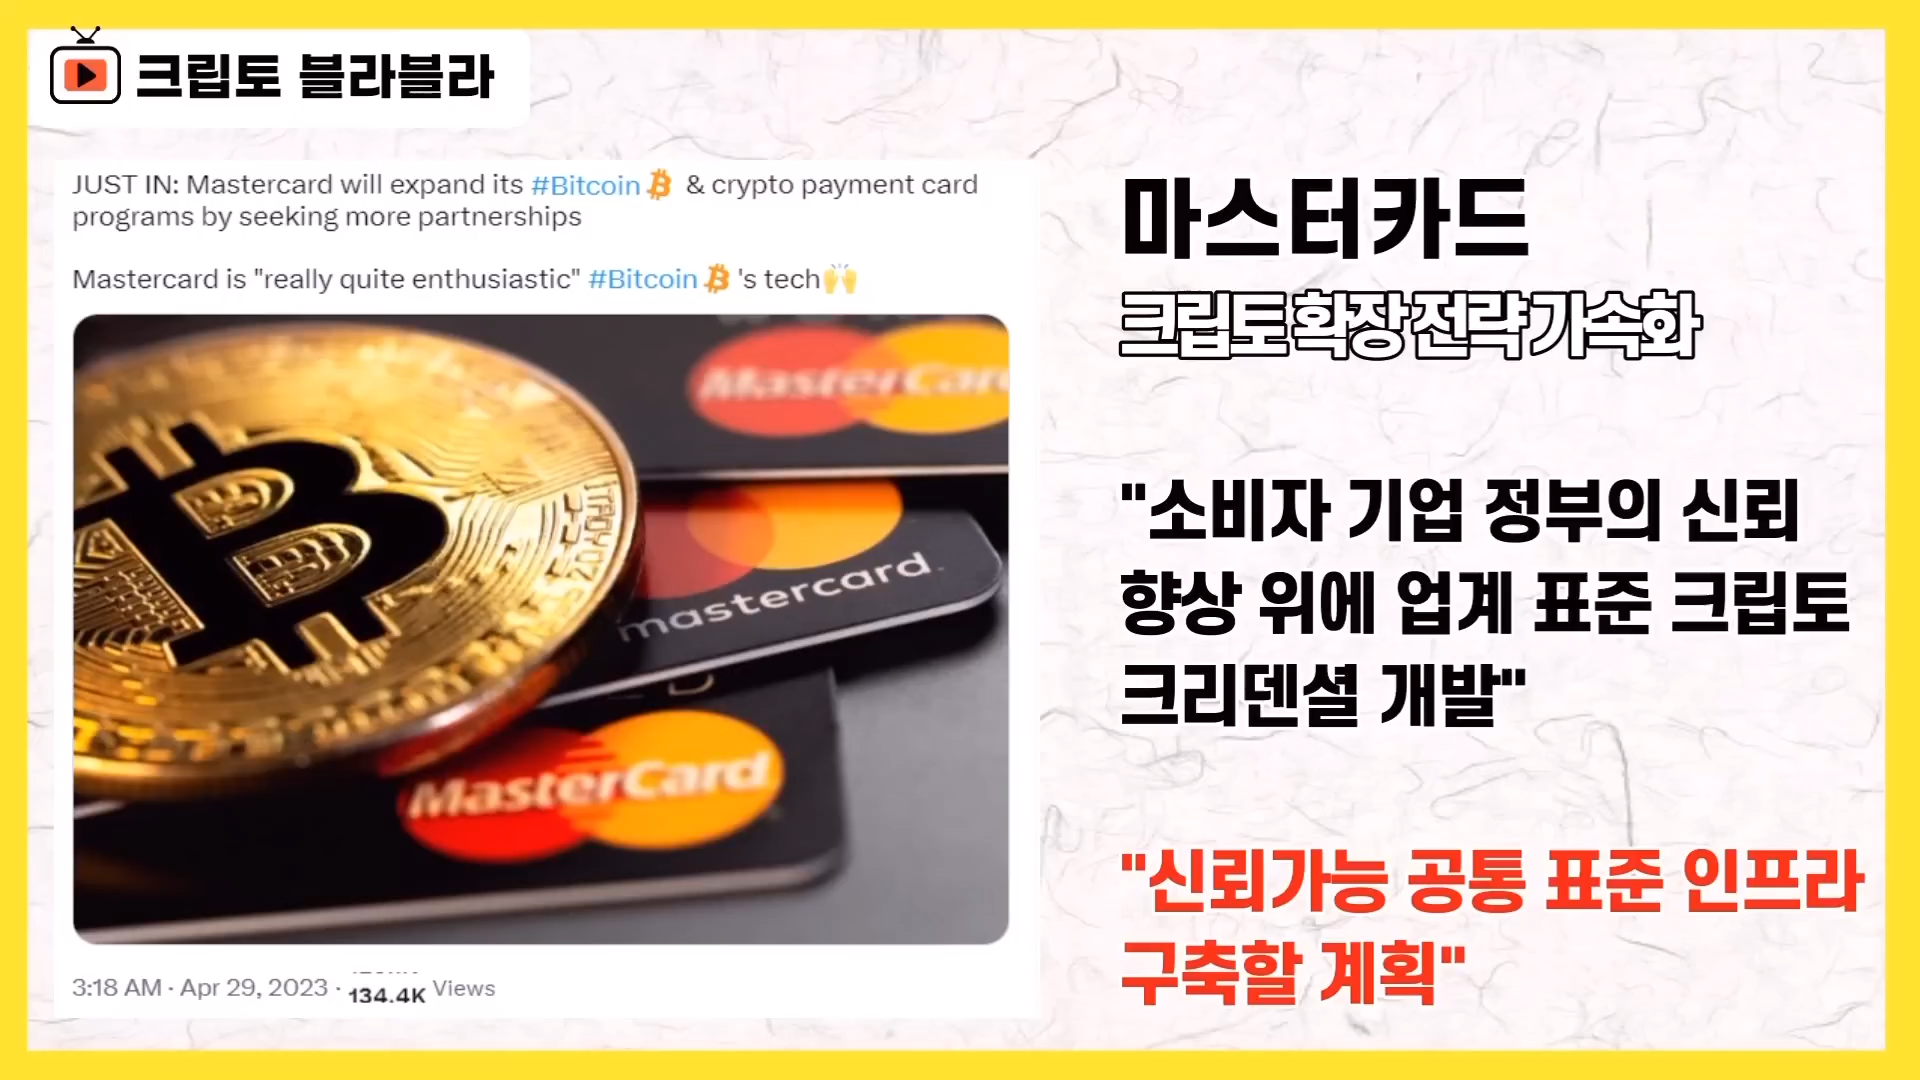 크립토 블라블라
JUST IN: Mastercard will expand its #Bitcoin & crypto payment card
programs by seeking more partnerships
Mastercard is "really quite enthusiastic" #Bitcoin 's tech🙌
MasterCard
mastercard.
MasterCard
3:18 AM · Apr 29, 2023 · 134.4K Views
마스터카드
크립토 확장 전략 가속화
"소비자 기업 정부의 신뢰
향상 위에 업계 표준 크립토
크리덴셜 개발"
"신뢰가능 공통 표준 인프라
구축할 계획"